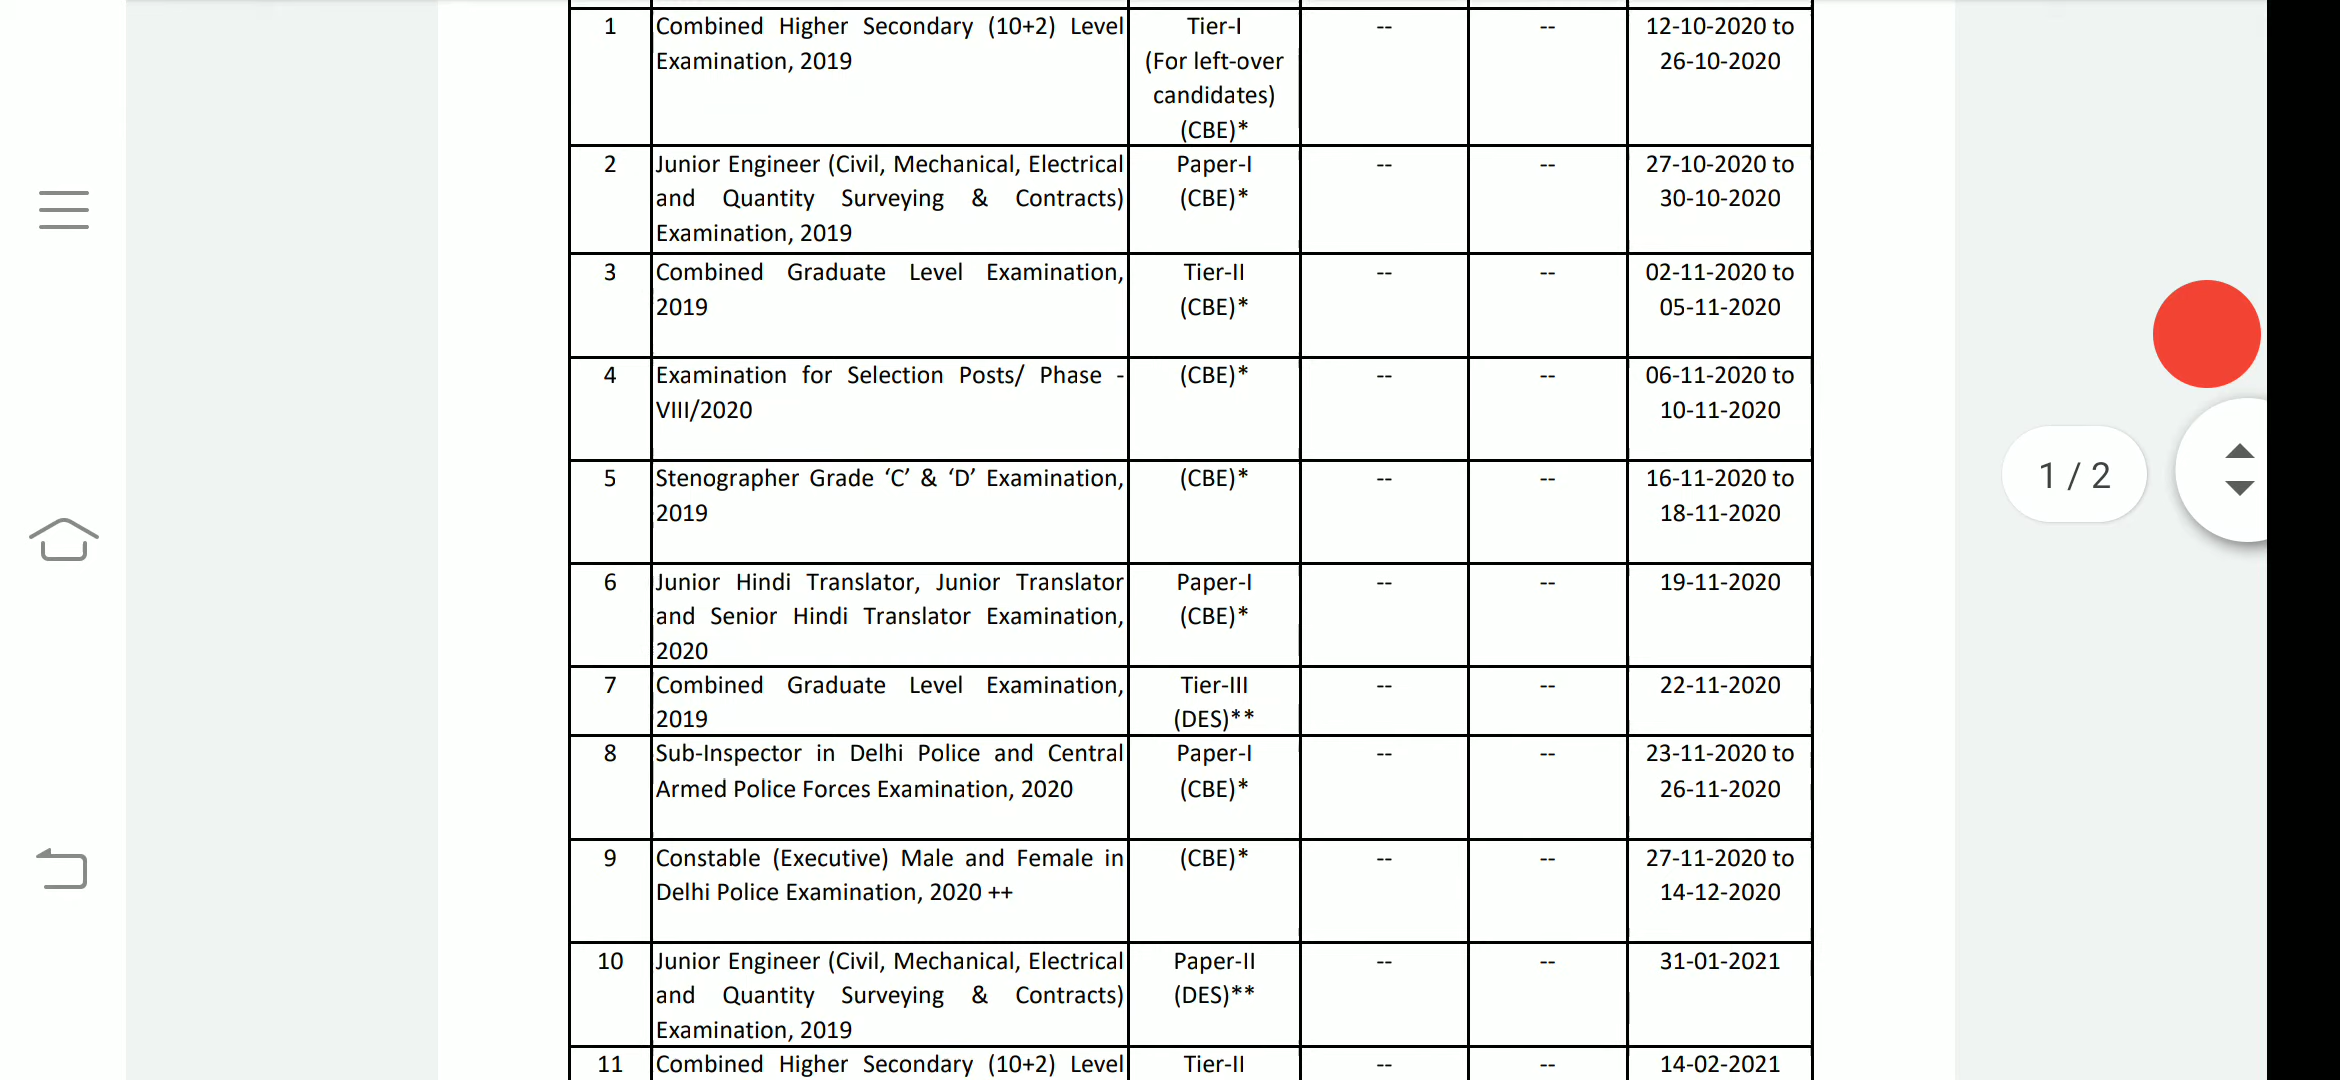 1 Combined Higher Secondary (10+2) Level Tier-I -- -- 12-10-2020 to
Examination, 2019 (For left-over 26-10-2020
candidates)
(CBE)*
2 Junior Engineer (Civil, Mechanical, Electrical Paper-I -- -- 27-10-2020 to
and Quantity Surveying & Contracts) (CBE)* 30-10-2020
Examination, 2019
3 Combined Graduate Level Examination, Tier-II -- -- 02-11-2020 to
2019 (CBE)* 05-11-2020
4 Examination for Selection Posts/ Phase - (CBE)* -- -- 06-11-2020 to
VIII/2020 10-11-2020
5 Stenographer Grade ‘C’ & ‘D’ Examination, (CBE)* -- -- 16-11-2020 to
2019 18-11-2020
6 Junior Hindi Translator, Junior Translator Paper-I -- -- 19-11-2020
and Senior Hindi Translator Examination, (CBE)*
2020
7 Combined Graduate Level Examination, Tier-III -- -- 22-11-2020
2019 (DES)**
8 Sub-Inspector in Delhi Police and Central Paper-I -- -- 23-11-2020 to
Armed Police Forces Examination, 2020 (CBE)* 26-11-2020
9 Constable (Executive) Male and Female in (CBE)* -- -- 27-11-2020 to
Delhi Police Examination, 2020 ++ 14-12-2020
10 Junior Engineer (Civil, Mechanical, Electrical Paper-II -- -- 31-01-2021
and Quantity Surveying & Contracts) (DES)**
Examination, 2019
11 Combined Higher Secondary (10+2) Level Tier-II -- -- 14-02-2021
1 / 2